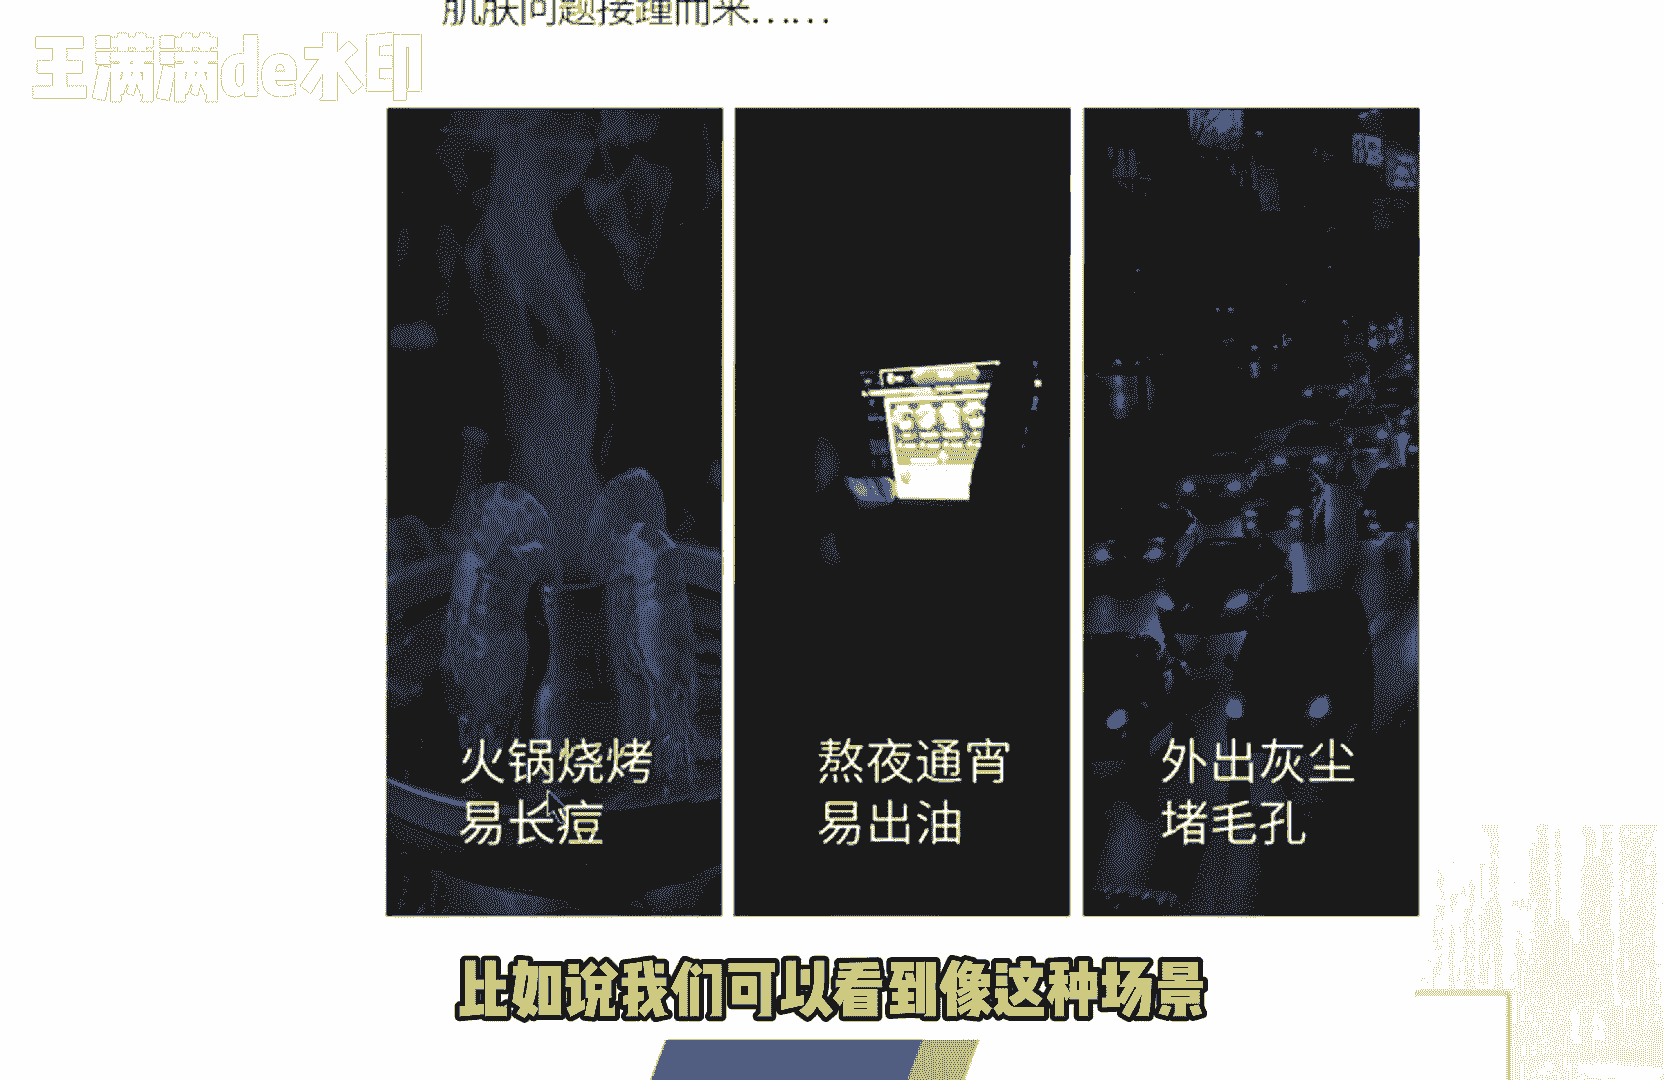 肌肤问题接踵而来……
王满满de水印
火锅烧烤
易长痘
熬夜通宵
易出油
外出灰尘
堵毛孔
比如说我们可以看到像这种场景